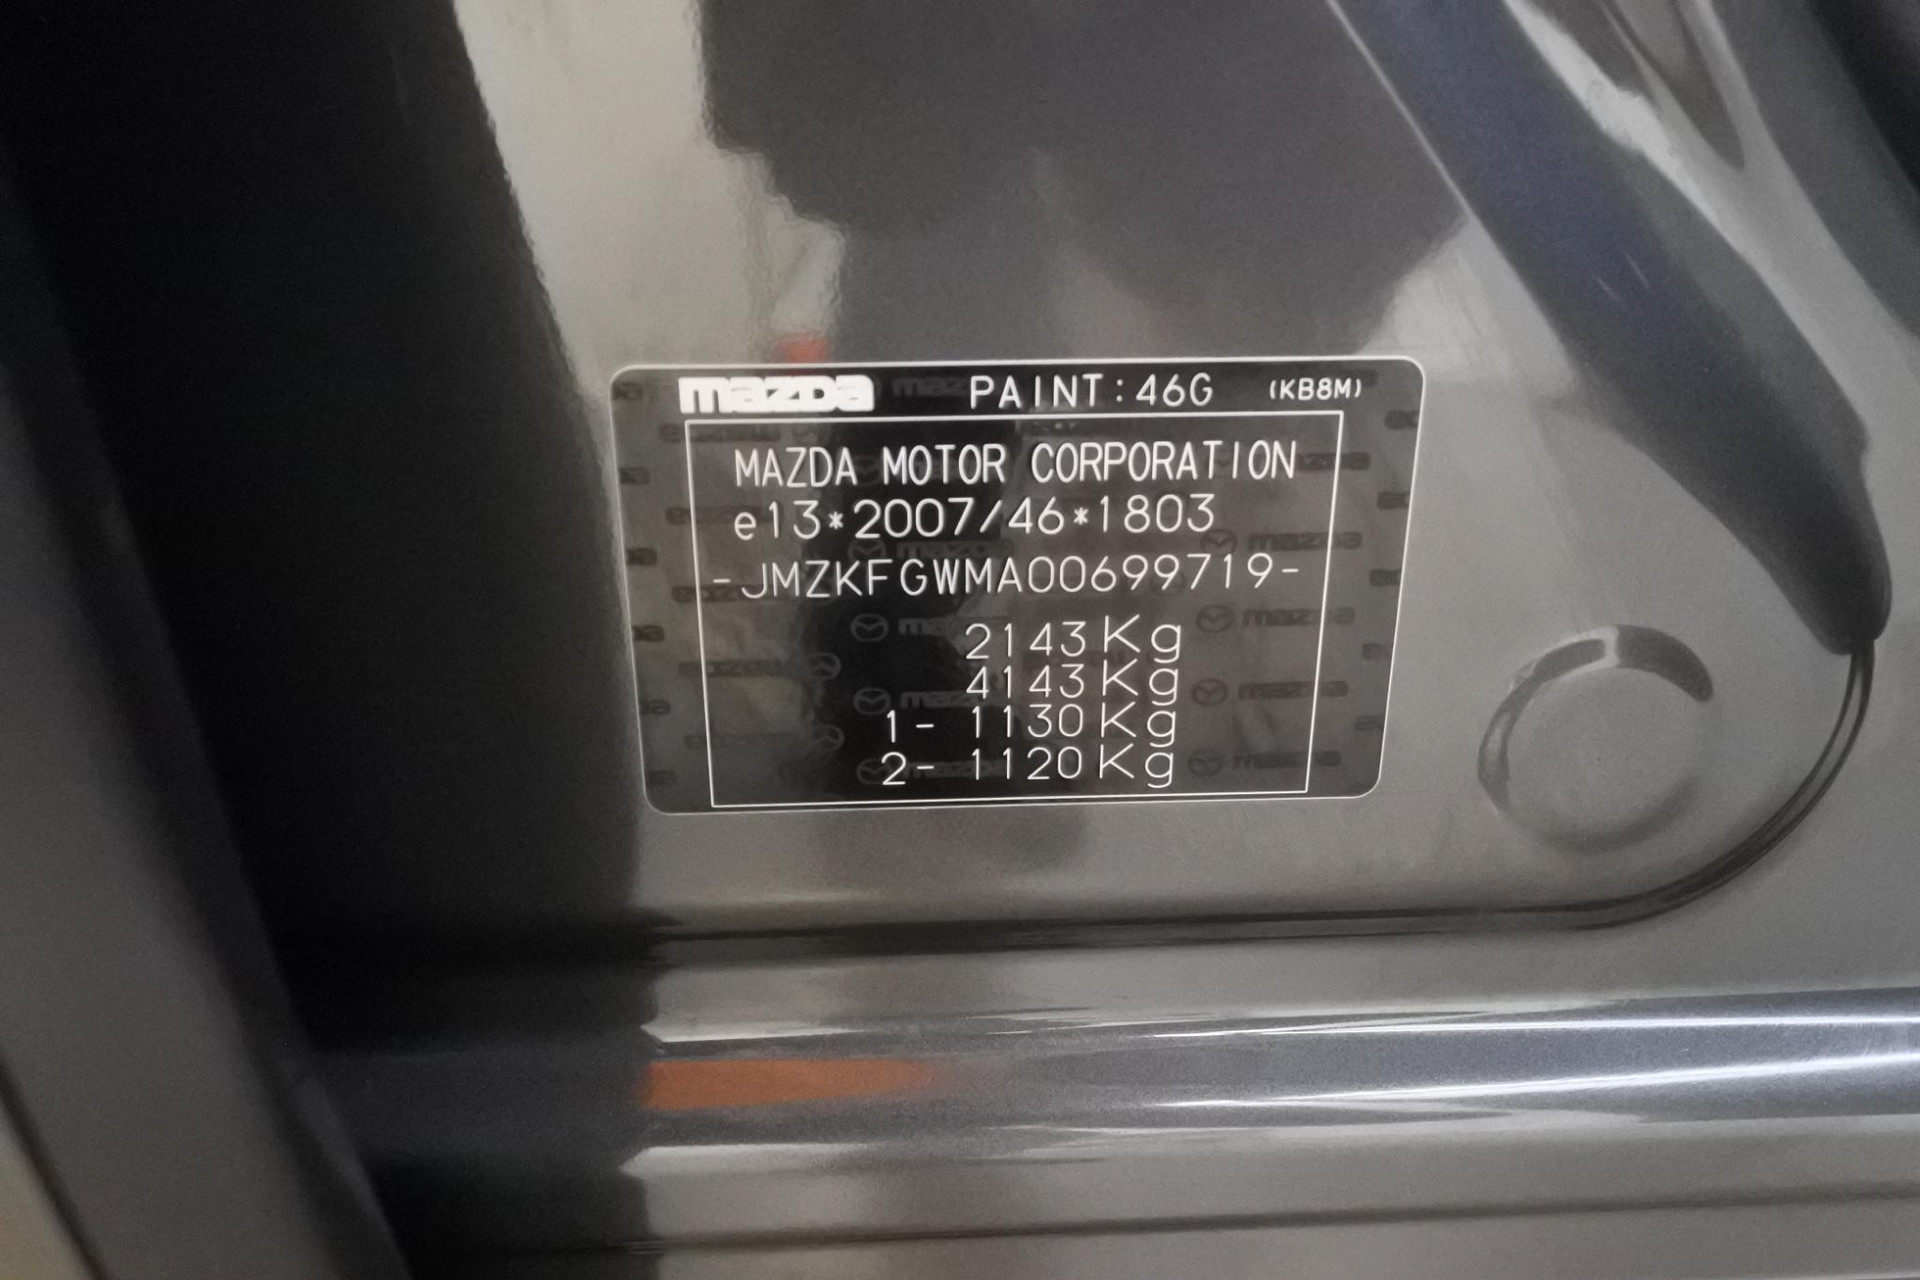 mazda PAINT:46G (KB8M)
MAZDA MOTOR CORPORATION
e13*2007/46*1803
-JMZKFGWMA00699719-
2143Kg
4143Kg
1- 1130Kg
2- 1120Kg